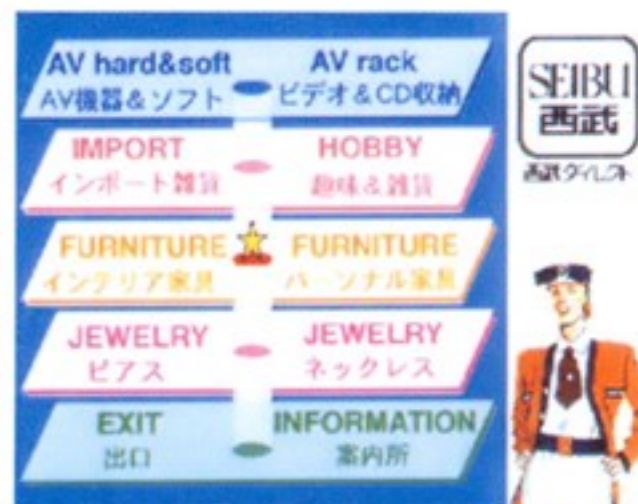 AV hard&soft
AV機器&ソフト
AV rack
ビデオ&CD収納
IMPORT
インポート雑貨
HOBBY
趣味&雑貨
FURNITURE
インテリア家具
FURNITURE
パーソナル家具
JEWELRY
ピアス
JEWELRY
ネックレス
EXIT
出口
INFORMATION
案内所
SEIBU
西武
西武ダイレクト